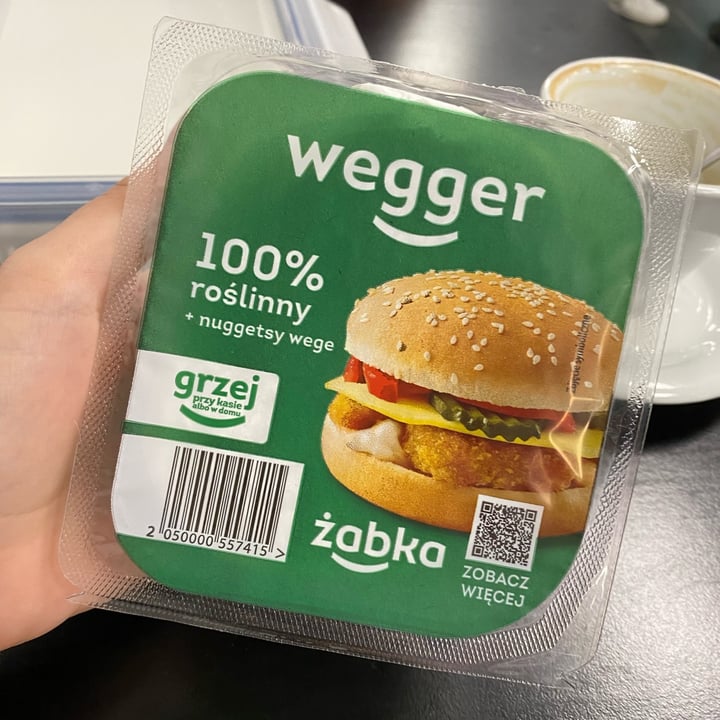 wegger
100%
roślinny
+ nuggetsy wege
grzej
przy kasie
albo w domu
2 050000 557415 >
żabka
ZOBACZ
WIĘCEJ